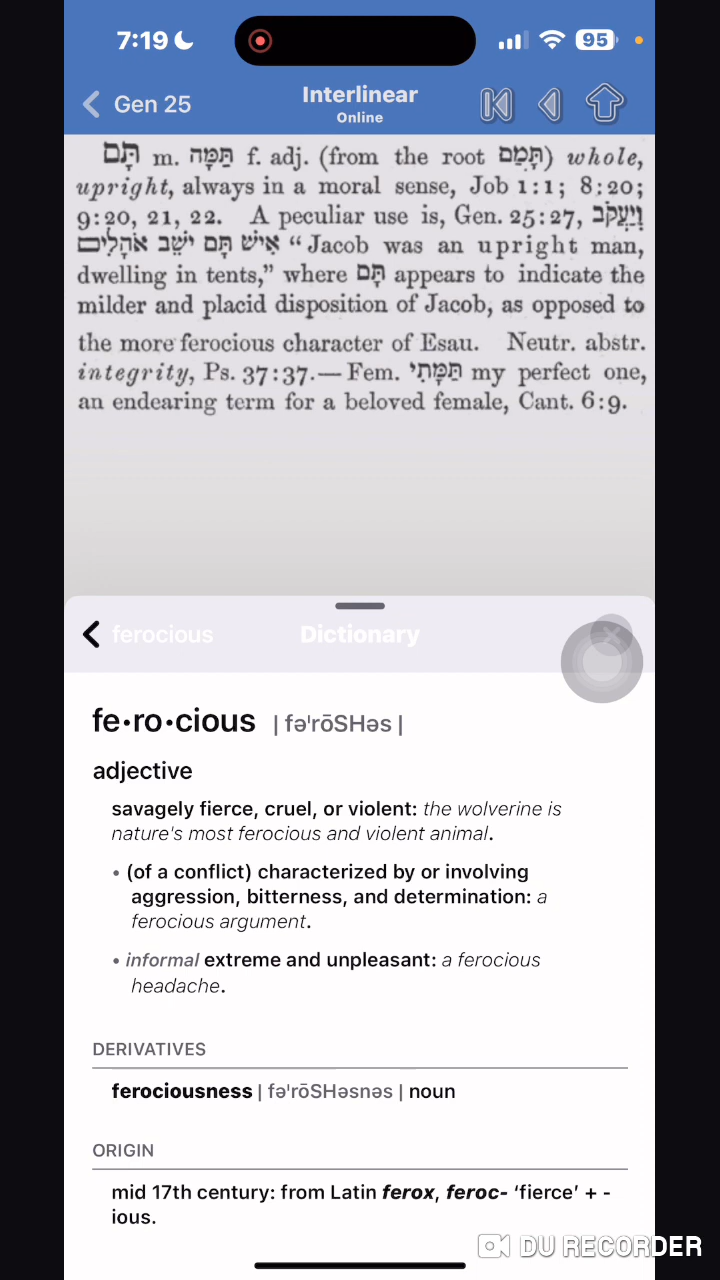 7:19
95
Gen 25
Interlinear
Online
תָּם m. תַּמָּה f. adj. (from the root תָּמַם) whole,
upright, always in a moral sense, Job 1:1; 8:20;
9:20, 21, 22. A peculiar use is, Gen. 25:27, וְיַעֲקֹב
אִישׁ תָּם ישֵׁב אֹהָלִים “Jacob was an upright man,
dwelling in tents,” where תָּם appears to indicate the
milder and placid disposition of Jacob, as opposed to
the more ferocious character of Esau. Neutr. abstr.
integrity, Ps. 37:37.—Fem. תַּמָּתִי my perfect one,
an endearing term for a beloved female, Cant. 6:9.
ferocious
Dictionary
fe•ro•cious | fəˈrōSHəs |
adjective
savagely fierce, cruel, or violent: the wolverine is
nature's most ferocious and violent animal.
• (of a conflict) characterized by or involving
aggression, bitterness, and determination: a
ferocious argument.
• informal extreme and unpleasant: a ferocious
headache.
DERIVATIVES
ferociousness | fəˈrōSHəsnəs | noun
ORIGIN
mid 17th century: from Latin ferox, feroc- ‘fierce’ + -
ious.
DU RECORDER